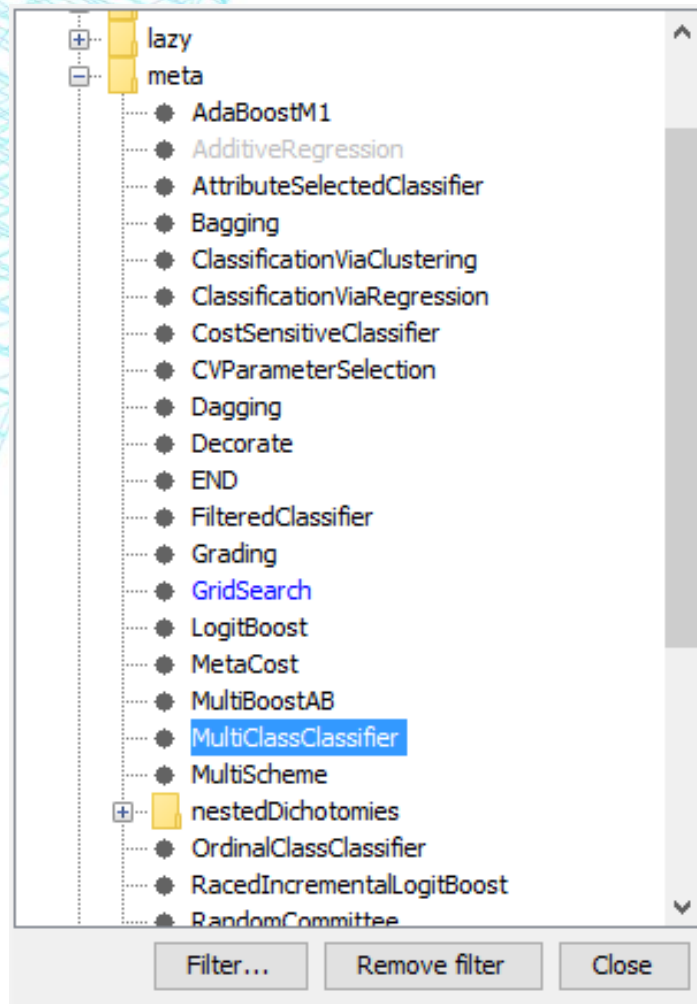 lazy
meta
AdaBoostM1
AdditiveRegression
AttributeSelectedClassifier
Bagging
ClassificationViaClustering
ClassificationViaRegression
CostSensitiveClassifier
CVParameterSelection
Dagging
Decorate
END
FilteredClassifier
Grading
GridSearch
LogitBoost
MetaCost
MultiBoostAB
MultiClassClassifier
MultiScheme
nestedDichotomies
OrdinalClassClassifier
RacedIncrementalLogitBoost
RandomCommittee
Filter... Remove filter Close